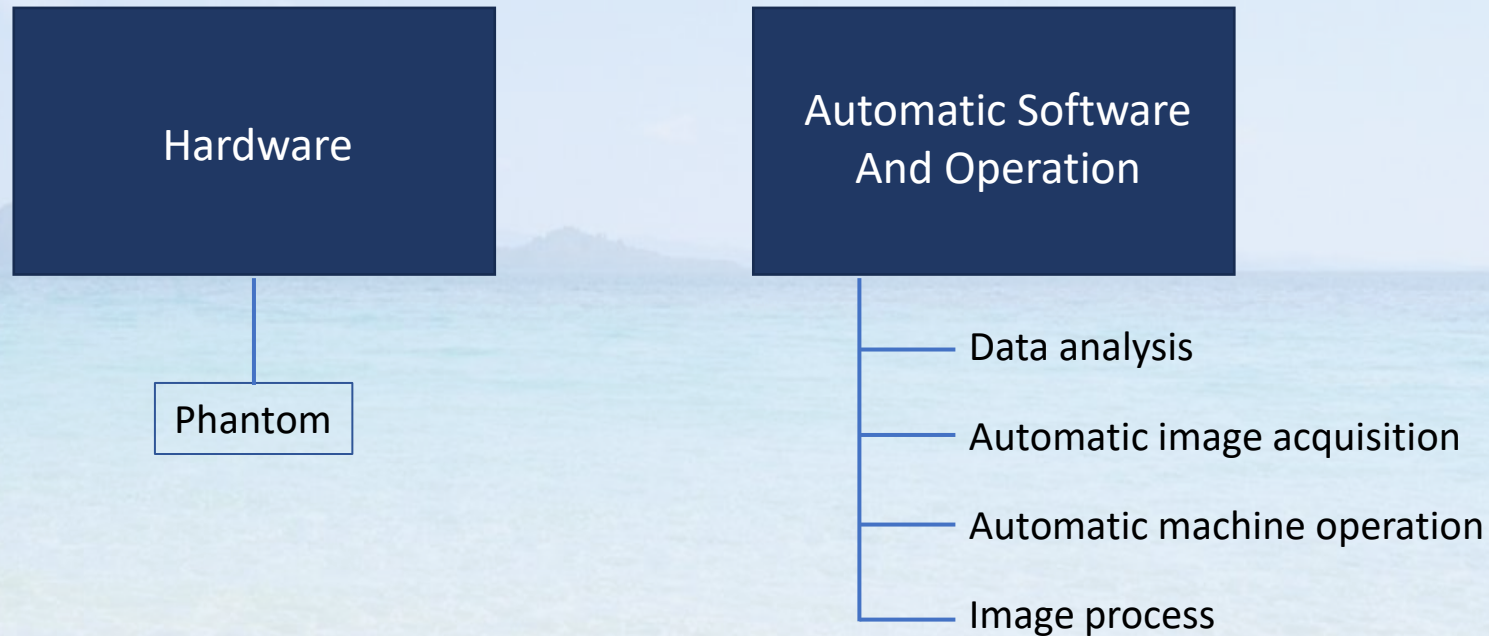 Hardware
Phantom
Automatic Software
And Operation
Data analysis
Automatic image acquisition
Automatic machine operation
Image process